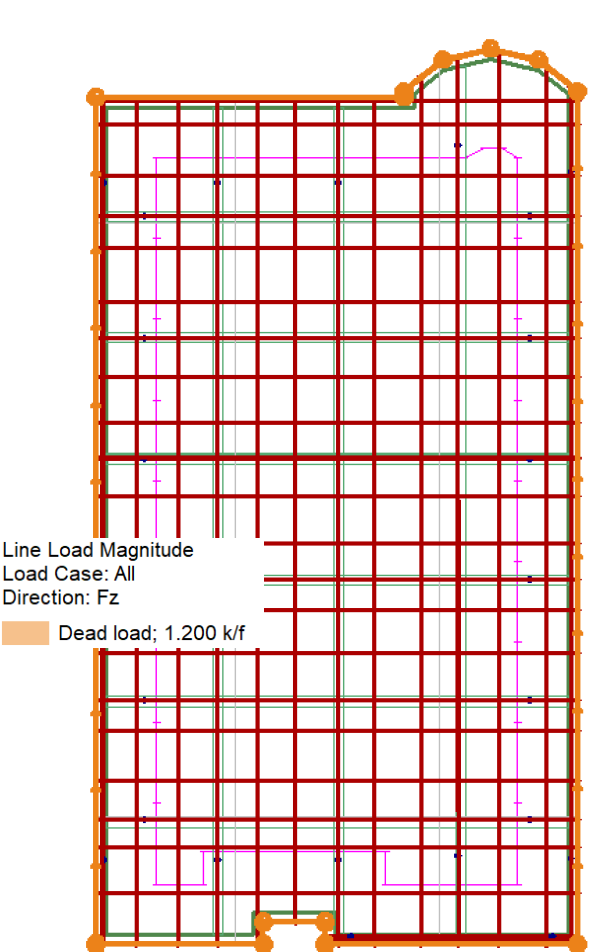 Line Load Magnitude
Load Case: All
Direction: Fz
Dead load; 1.200 k/f